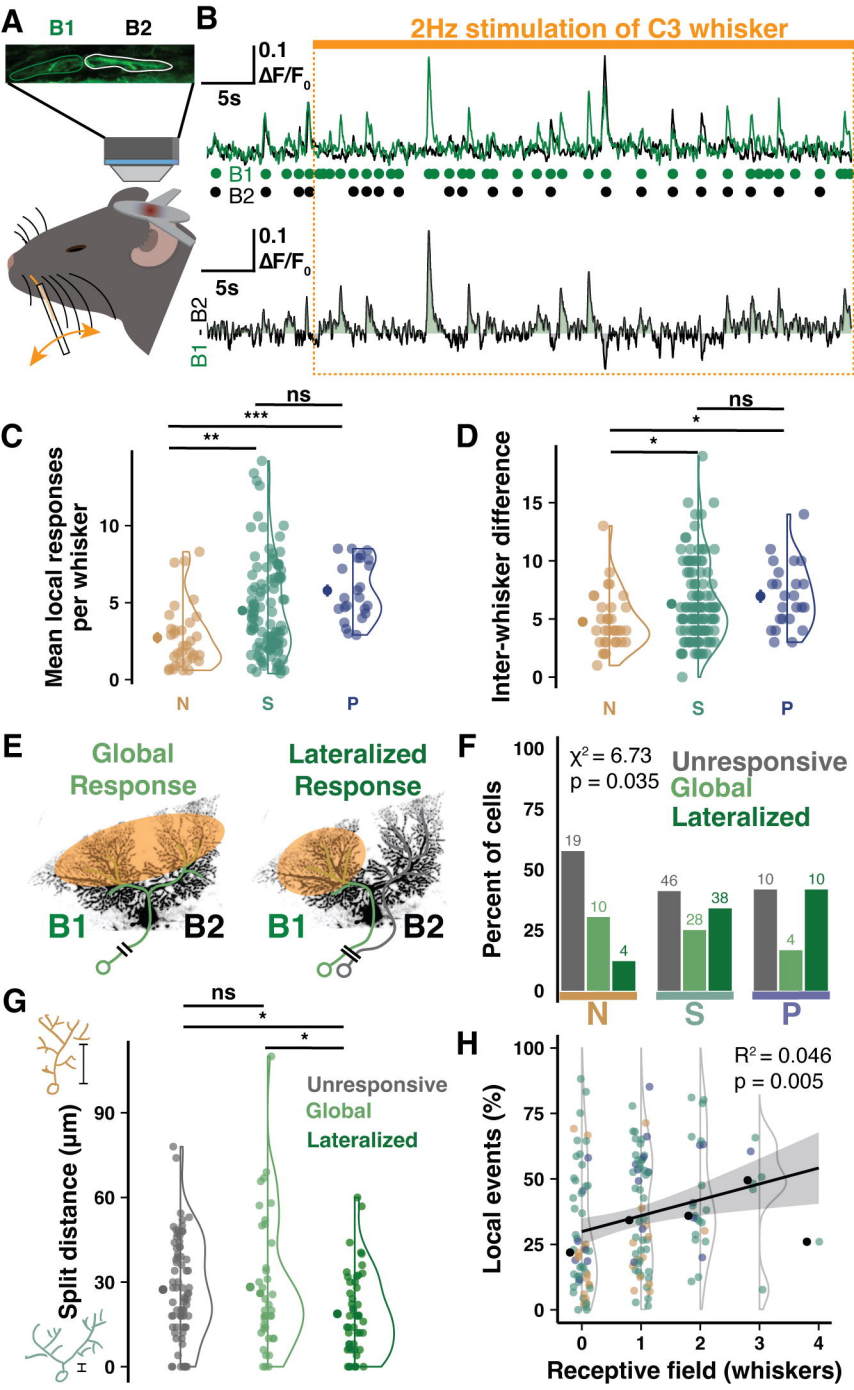 A
B1 B2
B
2Hz stimulation of C3 whisker
0.1
ΔF/F0
5s
B1
B2
0.1
ΔF/F0
5s
B1 - B2
C
Mean local responses
per whisker
ns
***
**
10
5
0
N S P
D
Inter-whisker difference
ns
*
*
15
10
5
0
N S P
E
Global
Response
Lateralized
Response
B1 B2
B1 B2
F
Percent of cells
χ² = 6.73
p = 0.035
Unresponsive
Global
Lateralized
100
75
50
25
0
19 10 4
46 28 38
10 4 10
N S P
G
Split distance (μm)
ns
*
*
Unresponsive
Global
Lateralized
90
60
30
0
H
Local events (%)
R² = 0.046
p = 0.005
100
75
50
25
0
0 1 2 3 4
Receptive field (whiskers)